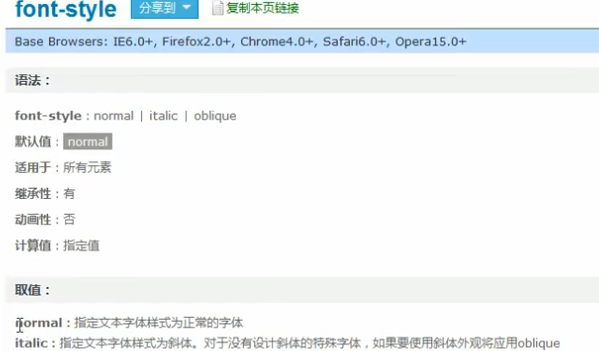 font-style 分享到 复制本页链接
Base Browsers: IE6.0+, Firefox2.0+, Chrome4.0+, Safari6.0+, Opera15.0+
语法：
font-style：normal | italic | oblique
默认值：normal
适用于：所有元素
继承性：有
动画性：否
计算值：指定值
取值：
normal：指定文本字体样式为正常的字体
italic：指定文本字体样式为斜体。对于没有设计斜体的特殊字体，如果要使用斜体外观将应用oblique